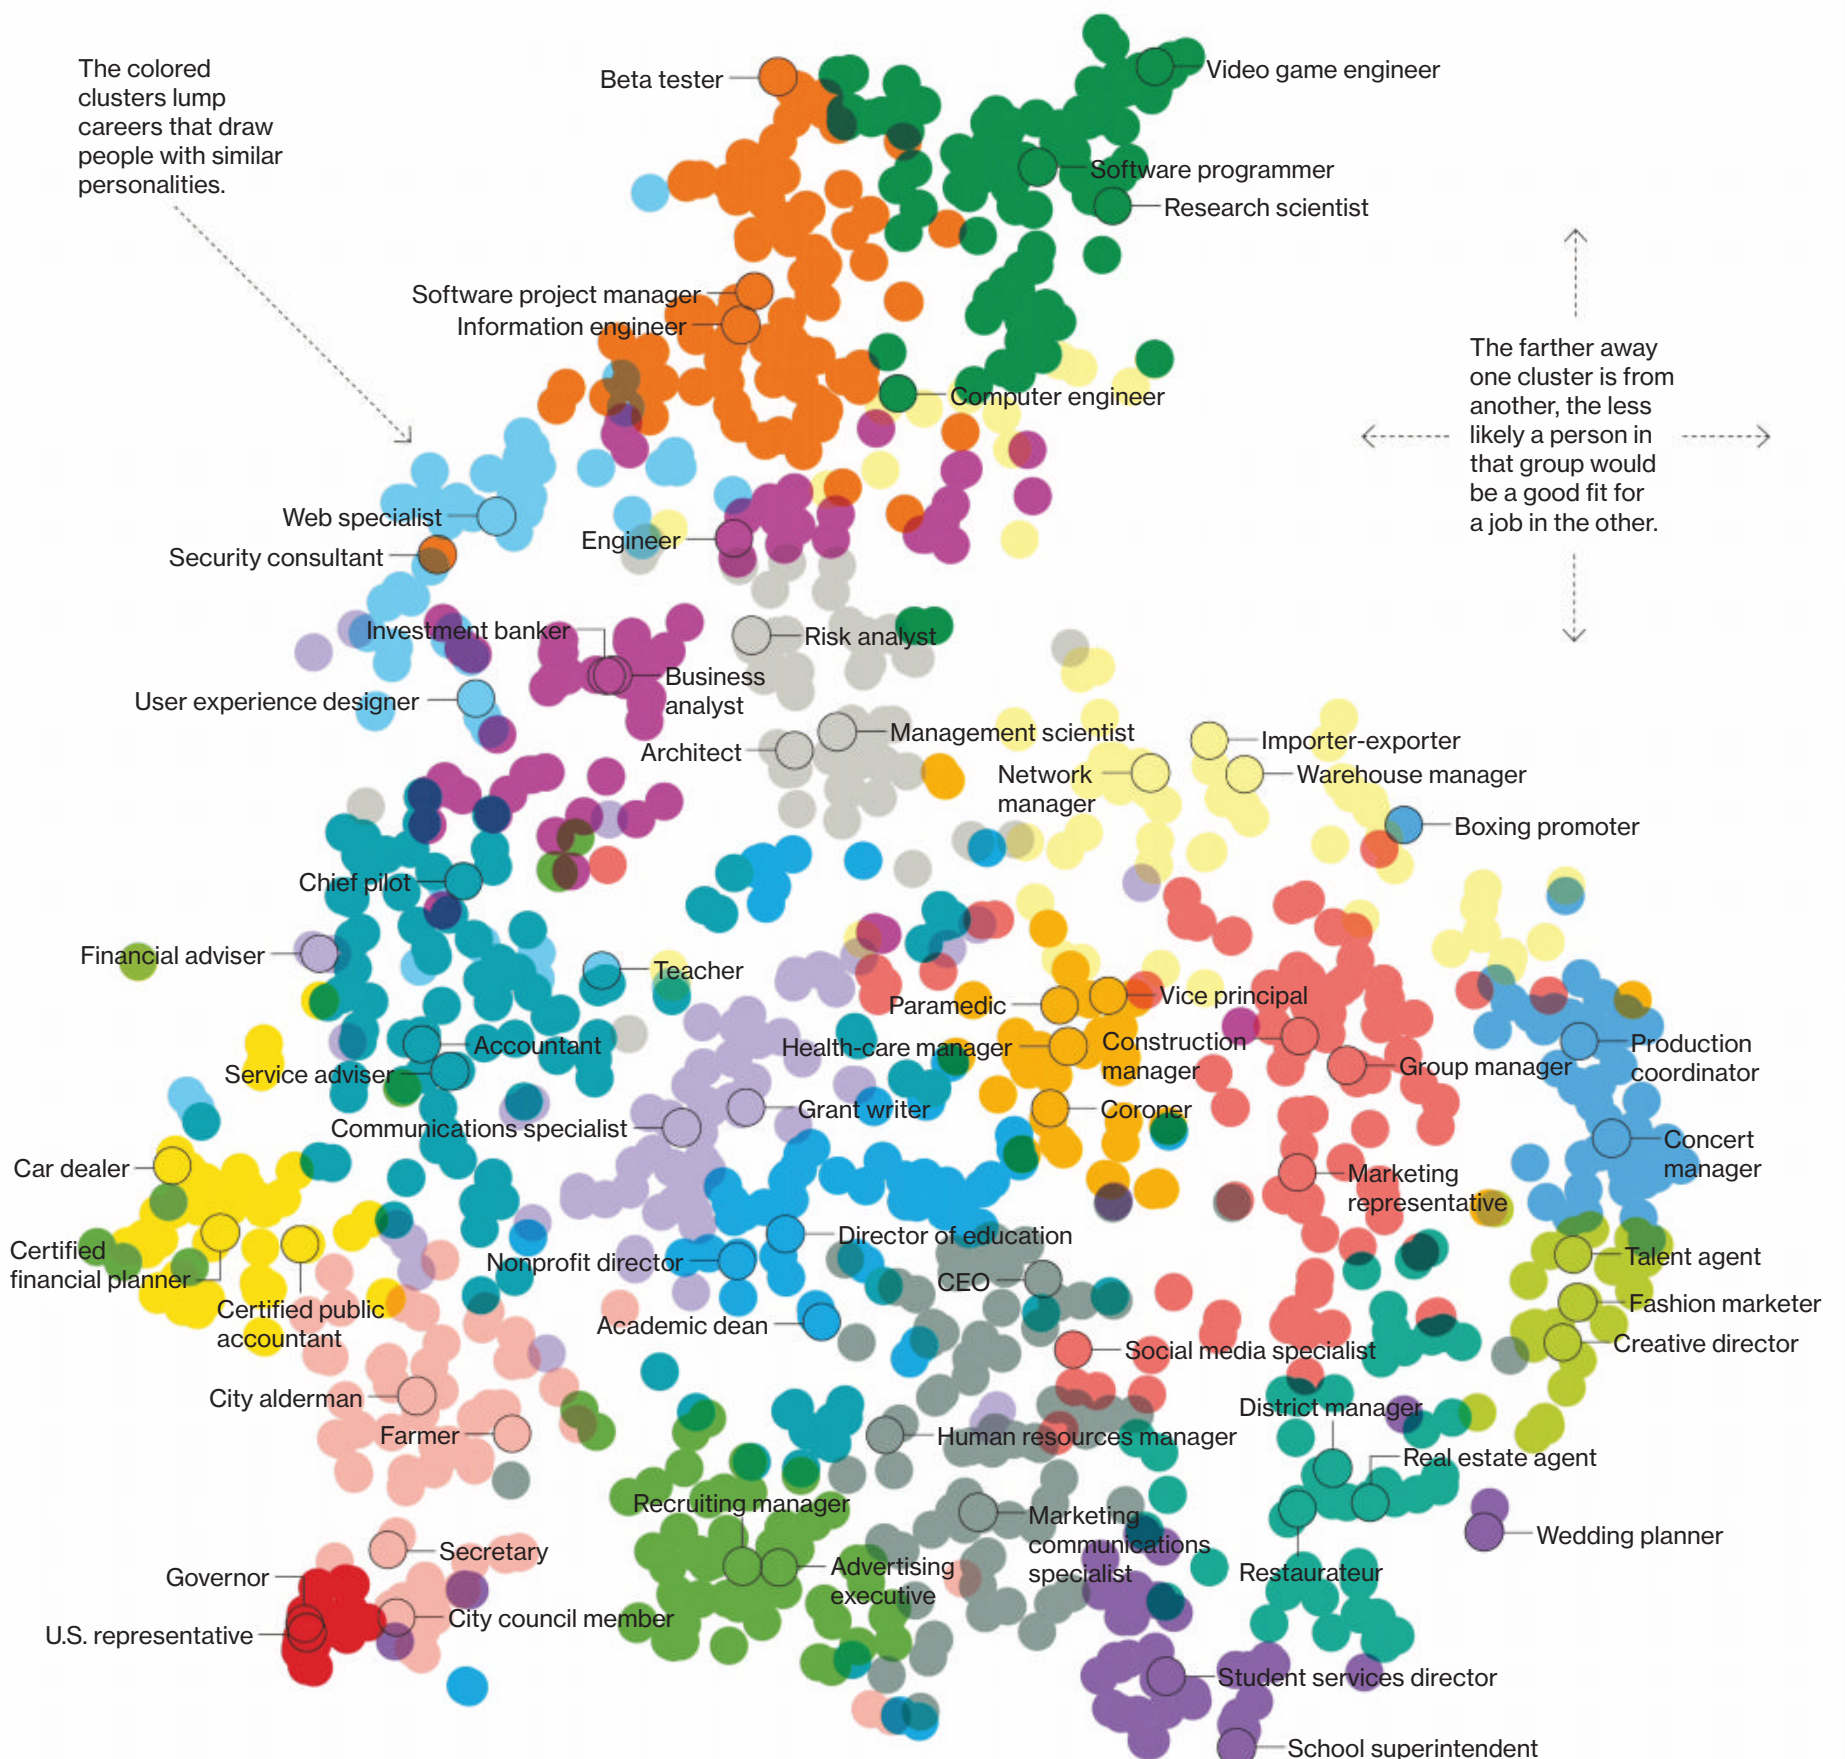 The colored
clusters lump
careers that draw
people with similar
personalities.
Beta tester
Video game engineer
Software programmer
Research scientist
Software project manager
Information engineer
The farther away
one cluster is from
another, the less
likely a person in
that group would
be a good fit for
a job in the other.
Computer engineer
Web specialist
Security consultant
Engineer
Investment banker
Risk analyst
Business
analyst
User experience designer
Management scientist
Architect
Importer-exporter
Network
manager
Warehouse manager
Boxing promoter
Chief pilot
Financial adviser
Teacher
Paramedic
Vice principal
Accountant
Health-care manager
Construction
manager
Group manager
Production
coordinator
Service adviser
Grant writer
Coroner
Communications specialist
Concert
manager
Car dealer
Marketing
representative
Certified
financial planner
Director of education
Nonprofit director
CEO
Talent agent
Certified public
accountant
Academic dean
Fashion marketer
Social media specialist
Creative director
City alderman
District manager
Farmer
Human resources manager
Real estate agent
Recruiting manager
Marketing
communications
specialist
Wedding planner
Secretary
Advertising
executive
Restaurateur
Governor
City council member
U.S. representative
Student services director
School superintendent